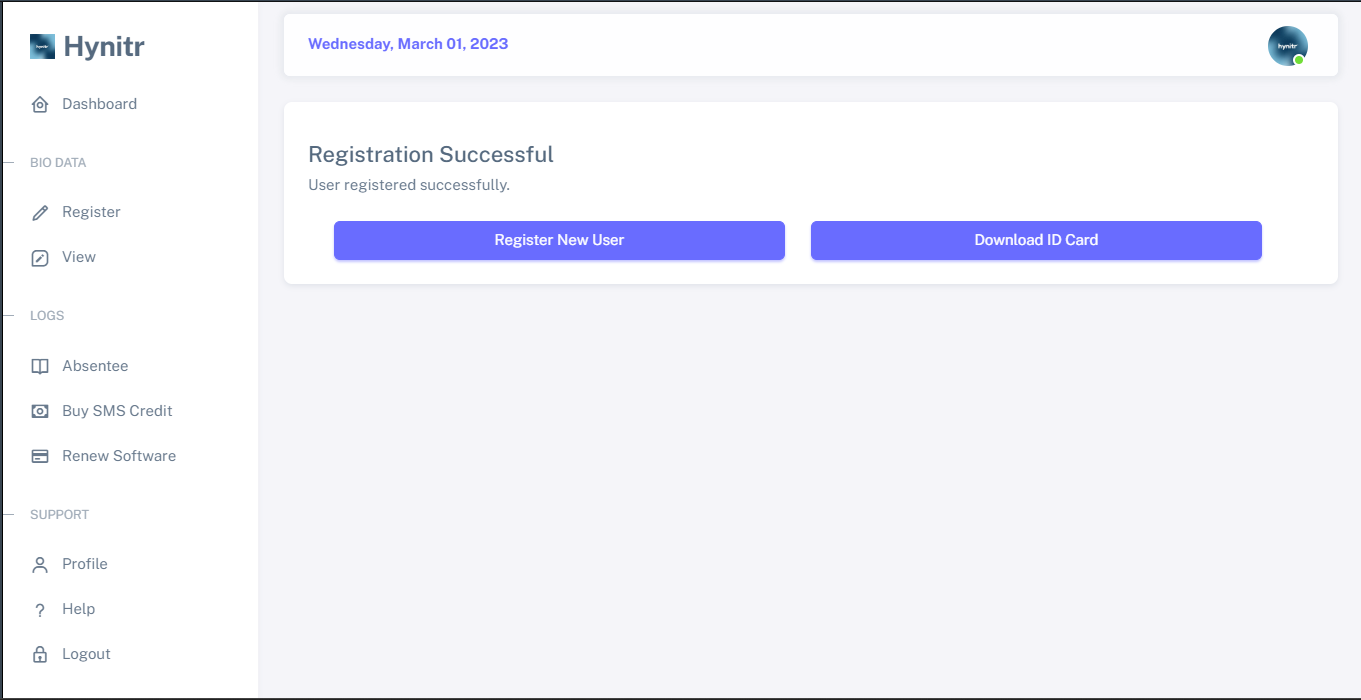 Hynitr
Dashboard
BIO DATA
Register
View
LOGS
Absentee
Buy SMS Credit
Renew Software
SUPPORT
Profile
Help
Logout
Wednesday, March 01, 2023
hynitr
Registration Successful
User registered successfully.
Register New User
Download ID Card